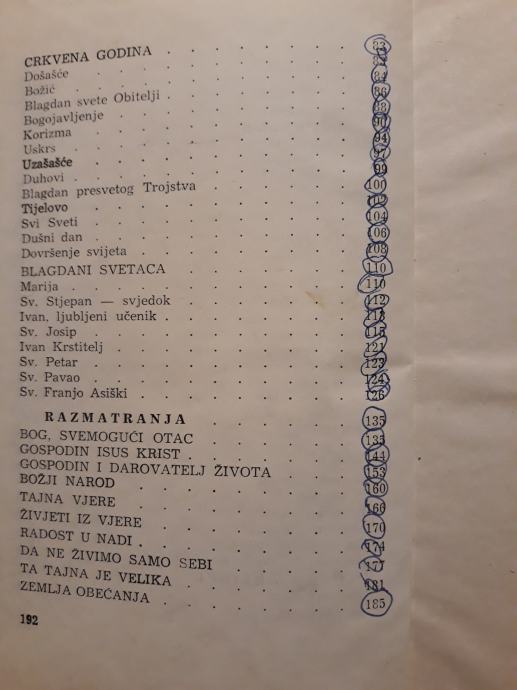 CRKVENA GODINA . . . . . . . . 83
Došašće . . . . . . . .
Božić . . . . . . . . 84
Blagdan svete Obitelji . . . . . . . . 86
Bogojavljenje . . . . . . . . 88
Korizma . . . . . . . . 90
Uskrs . . . . . . . . 94
Uzašašće . . . . . . . . 97
Duhovi . . . . . . . . 99
Blagdan presvetog Trojstva . . . . . . 100
Tijelovo . . . . . . . . 102
Svi Sveti . . . . . . . . 104
Dušni dan . . . . . . . . 106
Dovršenje svijeta . . . . . . . . 108
BLAGDANI SVETACA . . . . . . . 110
Marija . . . . . . . . 110
Sv. Stjepan — svjedok . . . . . . . 112
Ivan, ljubljeni učenik . . . . . . . . 113
Sv. Josip . . . . . . . . 115
Ivan Krstitelj . . . . . . . . 121
Sv. Petar . . . . . . . . 123
Sv. Pavao . . . . . . . . 124
Sv. Franjo Asiški . . . . . . . . 126
RAZMATRANJA . . . . . . 135
BOG, SVEMOGUĆI OTAC . . . . . . 135
GOSPODIN ISUS KRIST . . . . . . . 144
GOSPODIN I DAROVATELJ ŽIVOTA . . . 153
BOŽJI NAROD . . . . . . . . 160
TAJNA VJERE . . . . . . . . 166
ŽIVJETI IZ VJERE . . . . . . . . 170
RADOST U NADI . . . . . . . . 174
DA NE ŽIVIMO SAMO SEBI . . . . . 177
TA TAJNA JE VELIKA . . . . . . . 181
ZEMLJA OBEĆANJA . . . . . . . 185
192